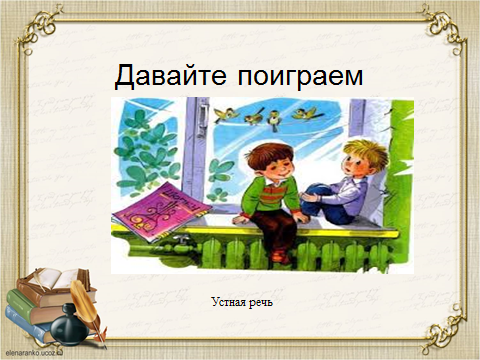 Давайте поиграем
Устная речь
elenaranko.ucoz.ru